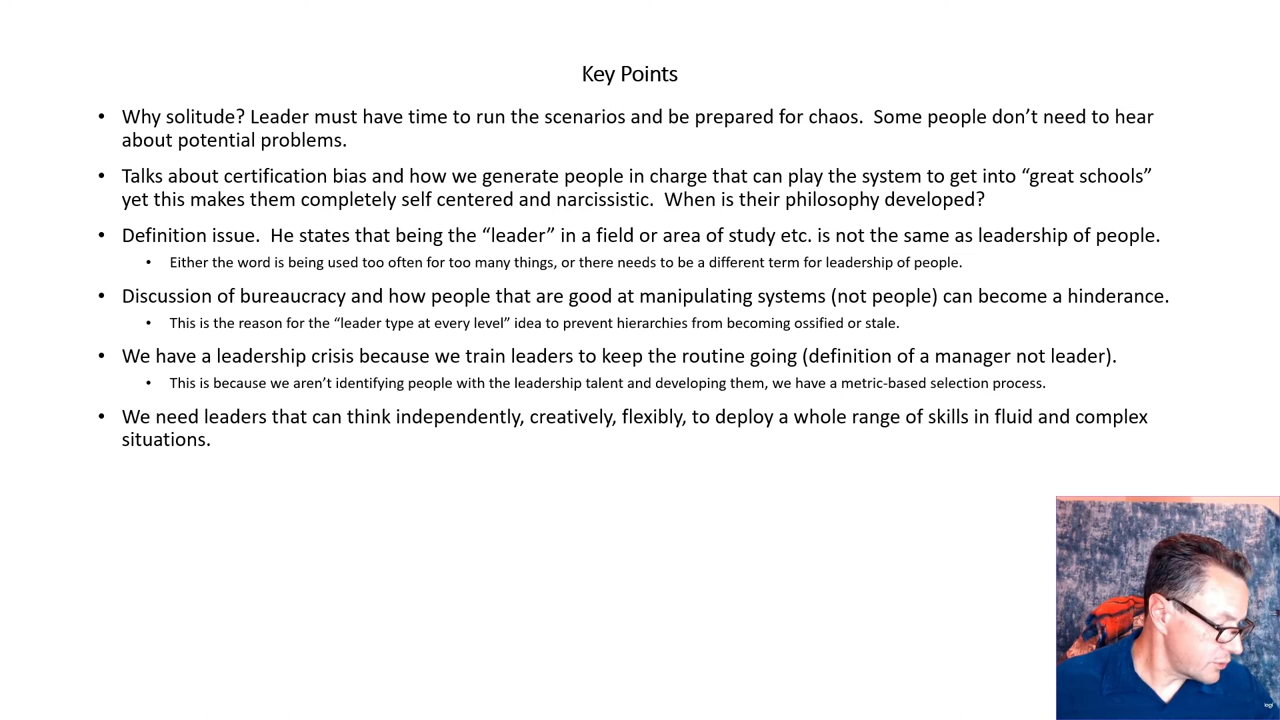 Key Points
• Why solitude? Leader must have time to run the scenarios and be prepared for chaos.  Some people don’t need to hear
about potential problems.
• Talks about certification bias and how we generate people in charge that can play the system to get into “great schools”
yet this makes them completely self centered and narcissistic.  When is their philosophy developed?
• Definition issue.  He states that being the “leader” in a field or area of study etc. is not the same as leadership of people.
• Either the word is being used too often for too many things, or there needs to be a different term for leadership of people.
• Discussion of bureaucracy and how people that are good at manipulating systems (not people) can become a hinderance.
• This is the reason for the “leader type at every level” idea to prevent hierarchies from becoming ossified or stale.
• We have a leadership crisis because we train leaders to keep the routine going (definition of a manager not leader).
• This is because we aren’t identifying people with the leadership talent and developing them, we have a metric-based selection process.
• We need leaders that can think independently, creatively, flexibly, to deploy a whole range of skills in fluid and complex
situations.
logi